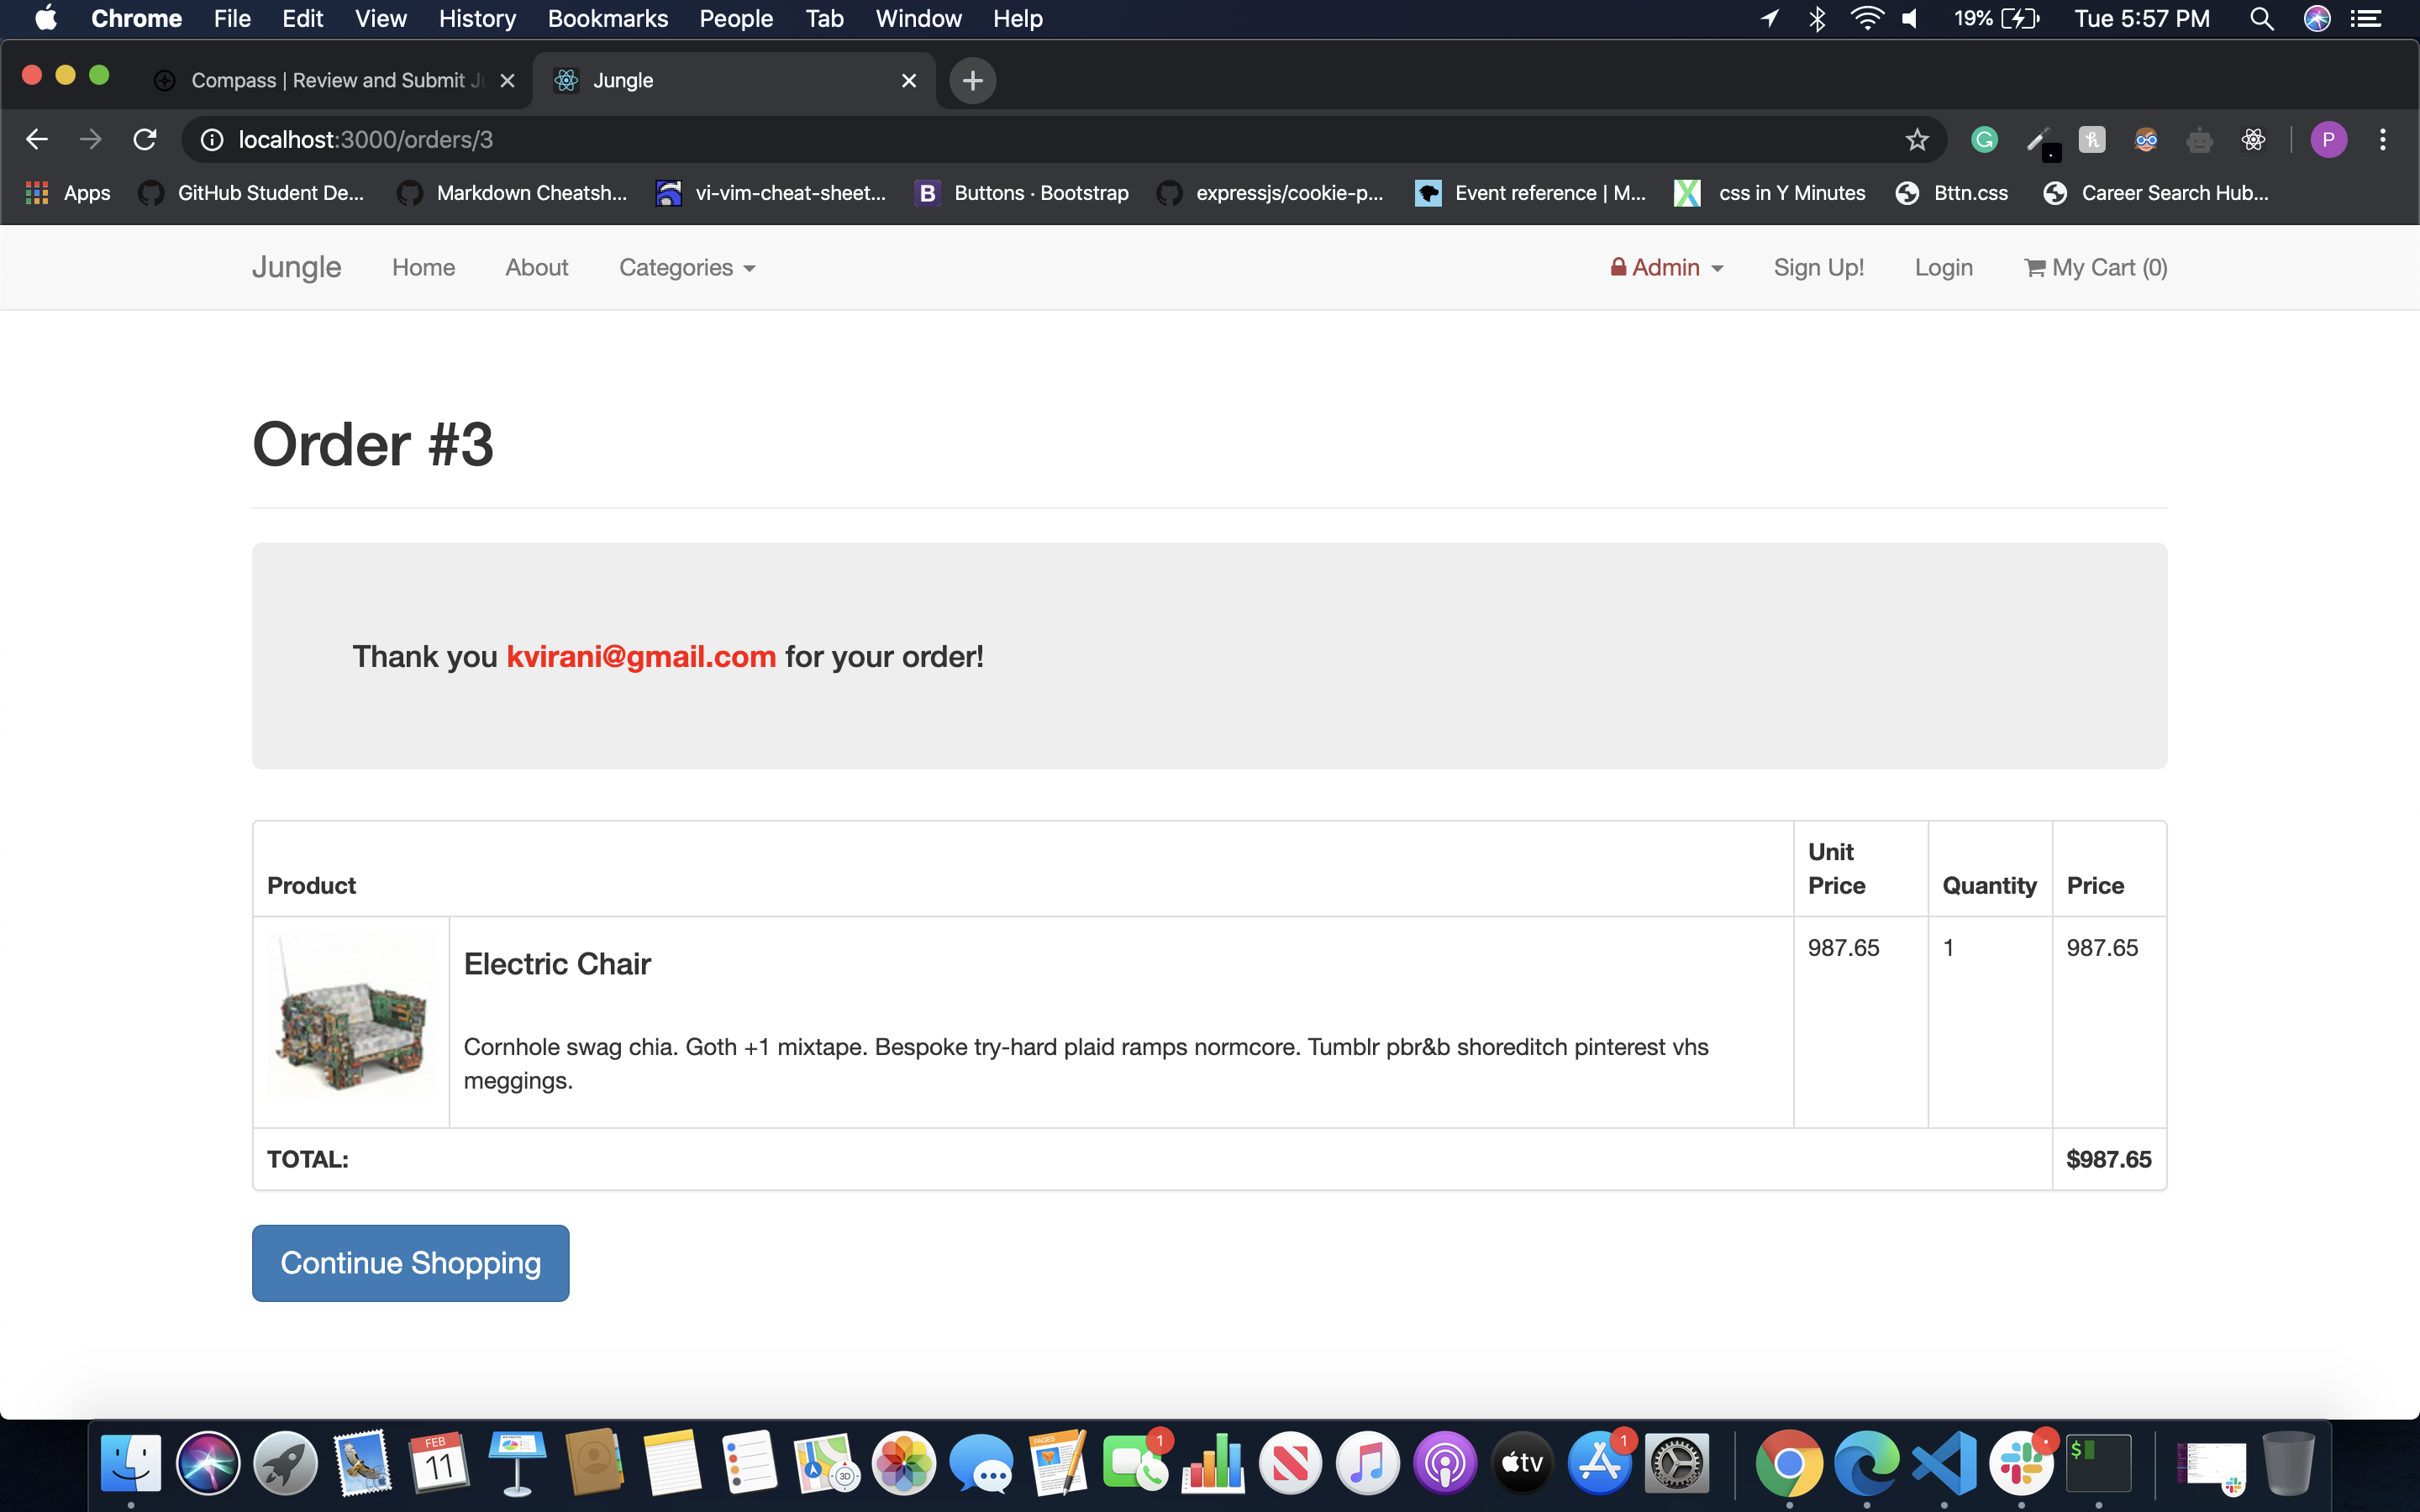 Chrome File Edit View History Bookmarks People Tab Window Help 19% Tue 5:57 PM
Compass | Review and Submit Jungle
localhost:3000/orders/3 P
Apps GitHub Student De... Markdown Cheatsh... vi-vim-cheat-sheet... B Buttons · Bootstrap expressjs/cookie-p... Event reference | M... css in Y Minutes Bttn.css Career Search Hub...
Jungle Home About Categories Admin Sign Up! Login My Cart (0)
Order #3
Thank you kvirani@gmail.com for your order!
Product Unit Price Quantity Price
Electric Chair 987.65 1 987.65
Cornhole swag chia. Goth +1 mixtape. Bespoke try-hard plaid ramps normcore. Tumblr pbr&b shoreditch pinterest vhs
meggings.
TOTAL: $987.65
Continue Shopping
FEB 11 PAGES 3D 1 tv 1 $